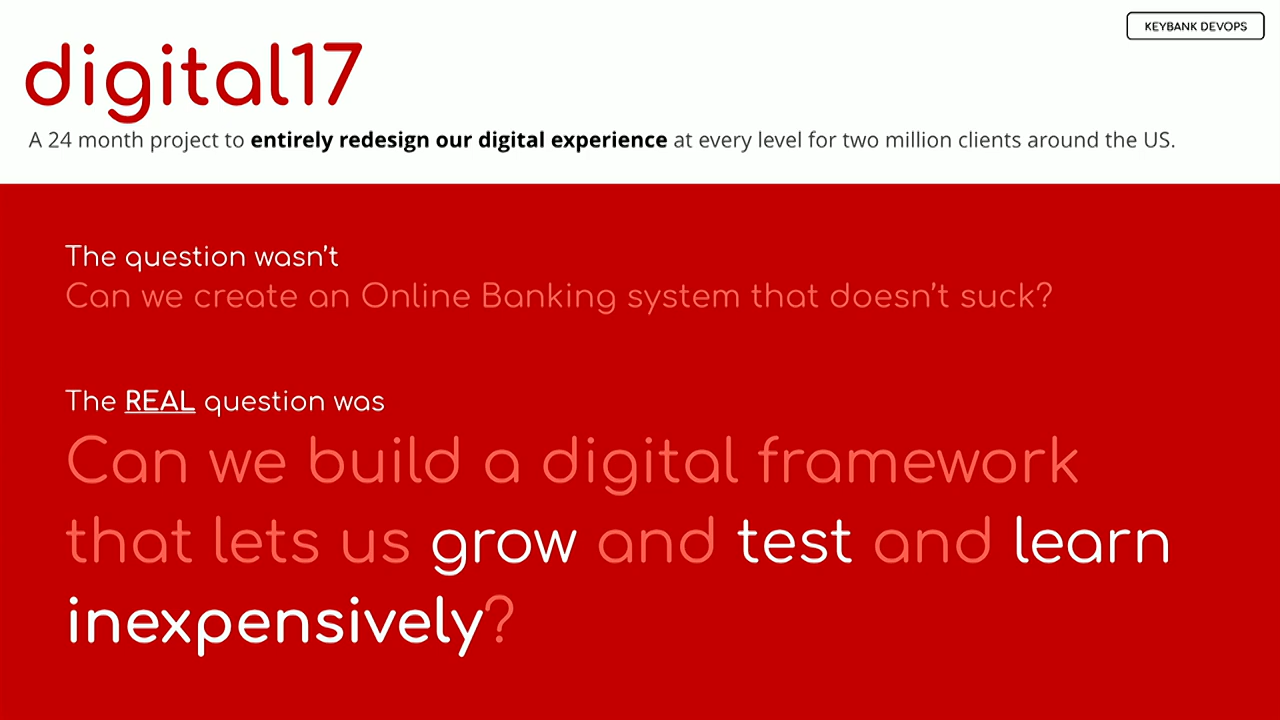 KEYBANK DEVOPS
digital17
A 24 month project to entirely redesign our digital experience at every level for two million clients around the US.
The question wasn't
Can we create an Online Banking system that doesn't suck?
The REAL question was
Can we build a digital framework
that lets us grow and test and learn
inexpensively?